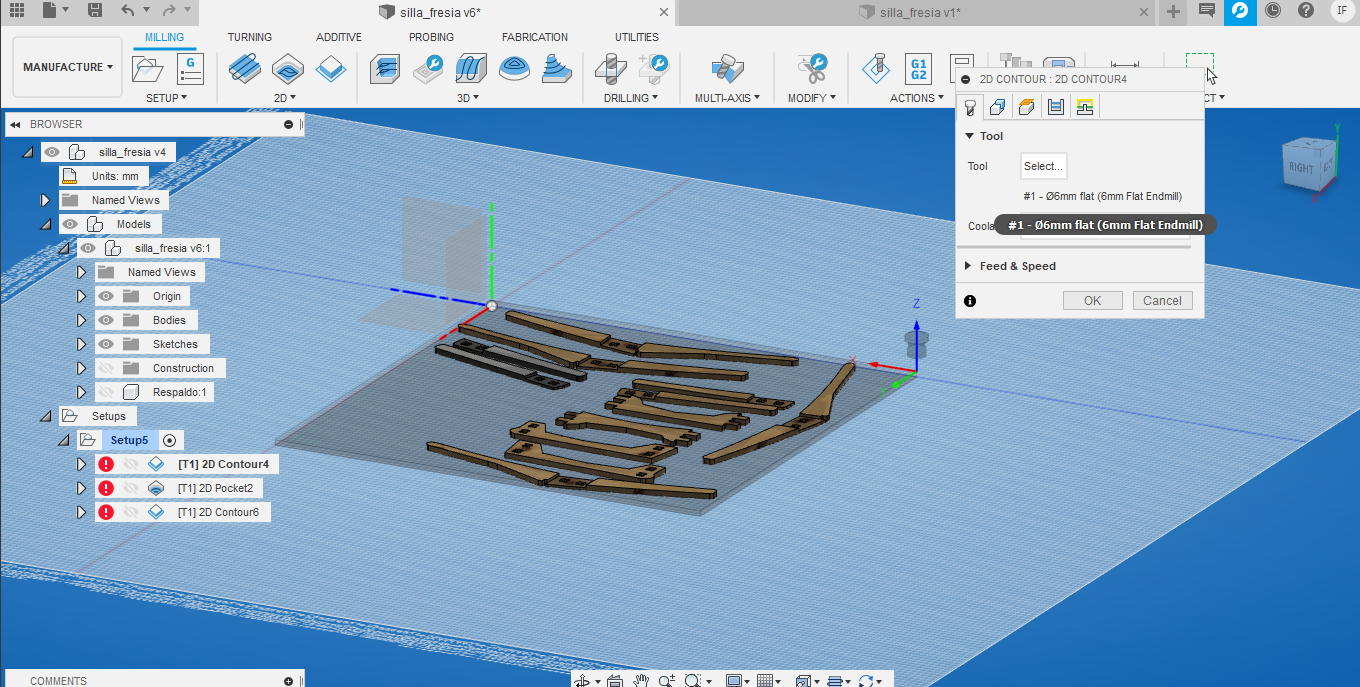 silla_fresia v6*
silla_fresia v1*
IF
MILLING TURNING ADDITIVE PROBING FABRICATION UTILITIES
MANUFACTURE
G
G1
G2
SETUP 2D 3D DRILLING MULTI-AXIS MODIFY ACTIONS CT
BROWSER
silla_fresia v4
Units: mm
Named Views
Models
silla_fresia v6:1
Named Views
Origin
Bodies
Sketches
Construction
Respaldo:1
Setups
Setup5
[T1] 2D Contour4
[T1] 2D Pocket2
[T1] 2D Contour6
2D CONTOUR : 2D CONTOUR4
Tool
Tool Select...
#1 - Ø6mm flat (6mm Flat Endmill)
Coola
#1 - Ø6mm flat (6mm Flat Endmill)
Feed & Speed
OK Cancel
Y
RIGHT
Z
X
COMMENTS